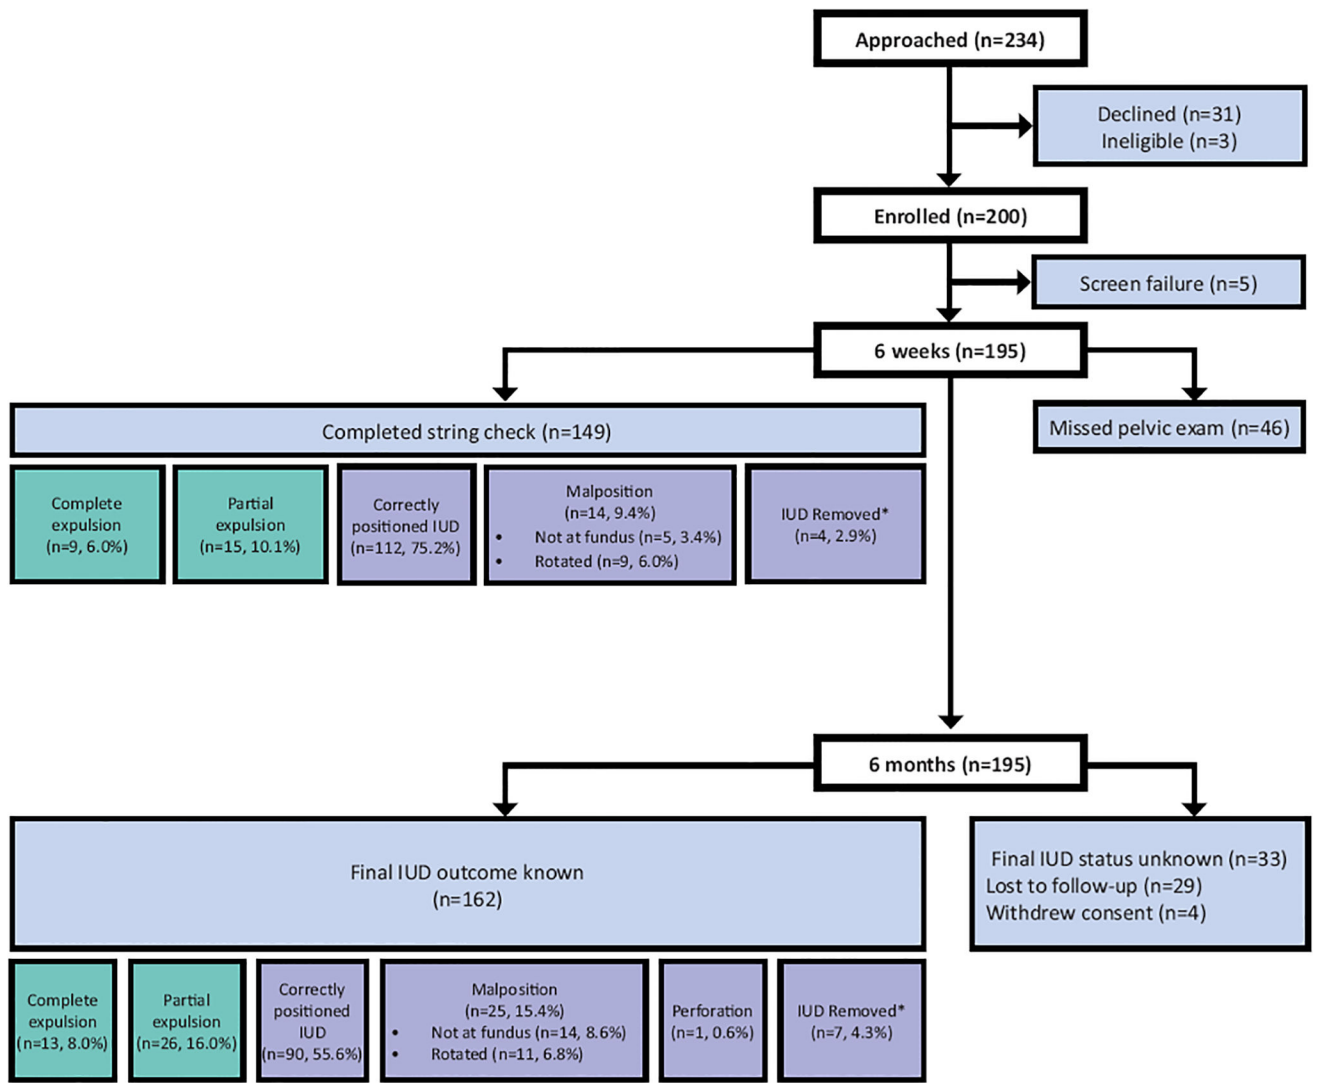 Approached (n=234)
Declined (n=31)
Ineligible (n=3)
Enrolled (n=200)
Screen failure (n=5)
6 weeks (n=195)
Completed string check (n=149)
Missed pelvic exam (n=46)
Complete
expulsion
(n=9, 6.0%)
Partial
expulsion
(n=15, 10.1%)
Correctly
positioned IUD
(n=112, 75.2%)
Malposition
(n=14, 9.4%)
• Not at fundus (n=5, 3.4%)
• Rotated (n=9, 6.0%)
IUD Removed*
(n=4, 2.9%)
6 months (n=195)
Final IUD outcome known
(n=162)
Final IUD status unknown (n=33)
Lost to follow-up (n=29)
Withdrew consent (n=4)
Complete
expulsion
(n=13, 8.0%)
Partial
expulsion
(n=26, 16.0%)
Correctly
positioned
IUD
(n=90, 55.6%)
Malposition
(n=25, 15.4%)
• Not at fundus (n=14, 8.6%)
• Rotated (n=11, 6.8%)
Perforation
(n=1, 0.6%)
IUD Removed*
(n=7, 4.3%)